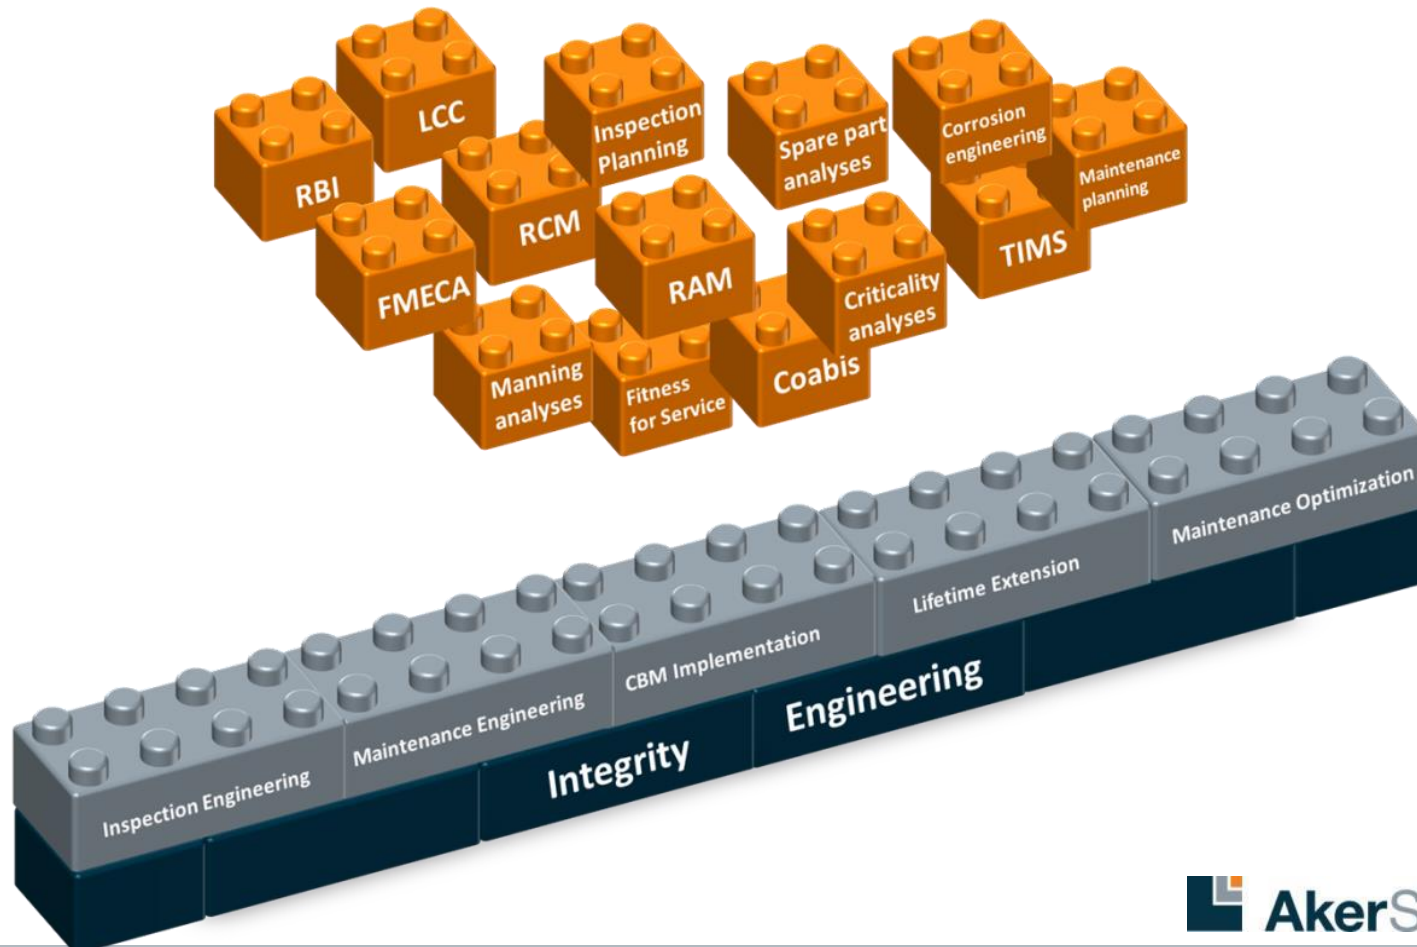 LCC
Inspection
Planning
Spare part
analyses
Corrosion
engineering
Maintenance
planning
RBI
RCM
TIMS
FMECA
RAM
Criticality
analyses
Manning
analyses
Fitness
for Service
Coabis
Maintenance Optimization
Lifetime Extension
CBM Implementation
Maintenance Engineering
Inspection Engineering
Integrity
Engineering
AkerS